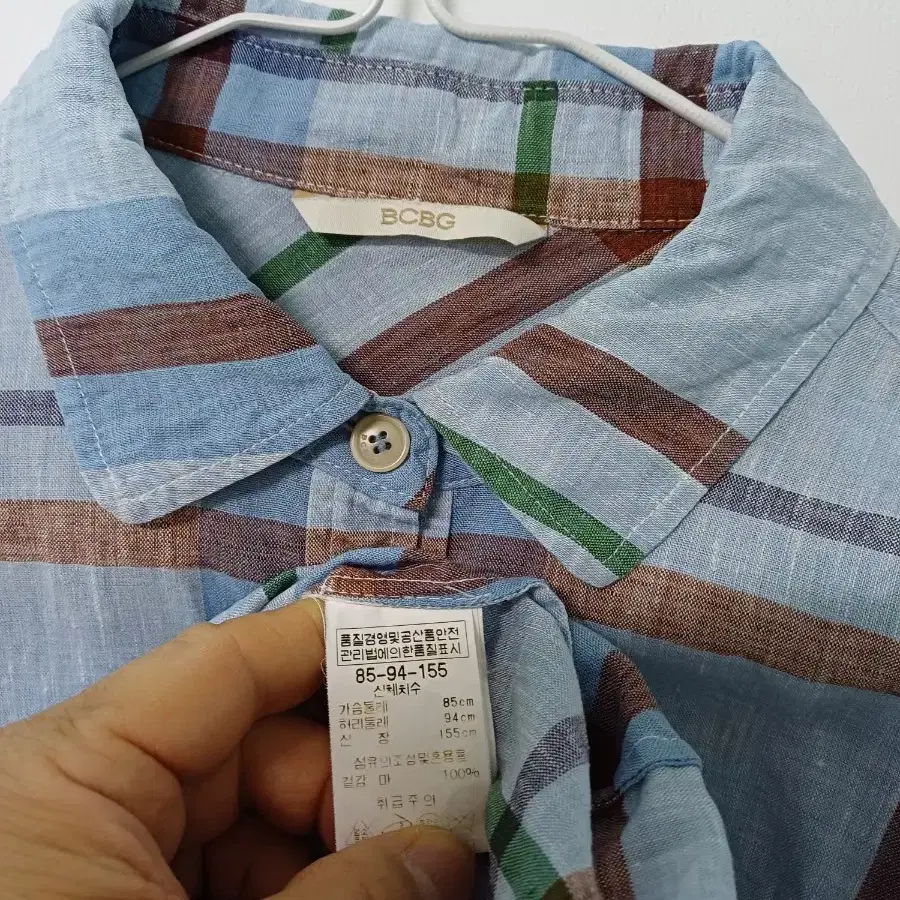 BCBG
품질경영및공산품안전
관리법에의한품질표시
85-94-155
신체치수
가슴둘레 85cm
허리둘레 94cm
신 장 155cm
섬유의조성및혼용률
겉감 마 100%
취급주의